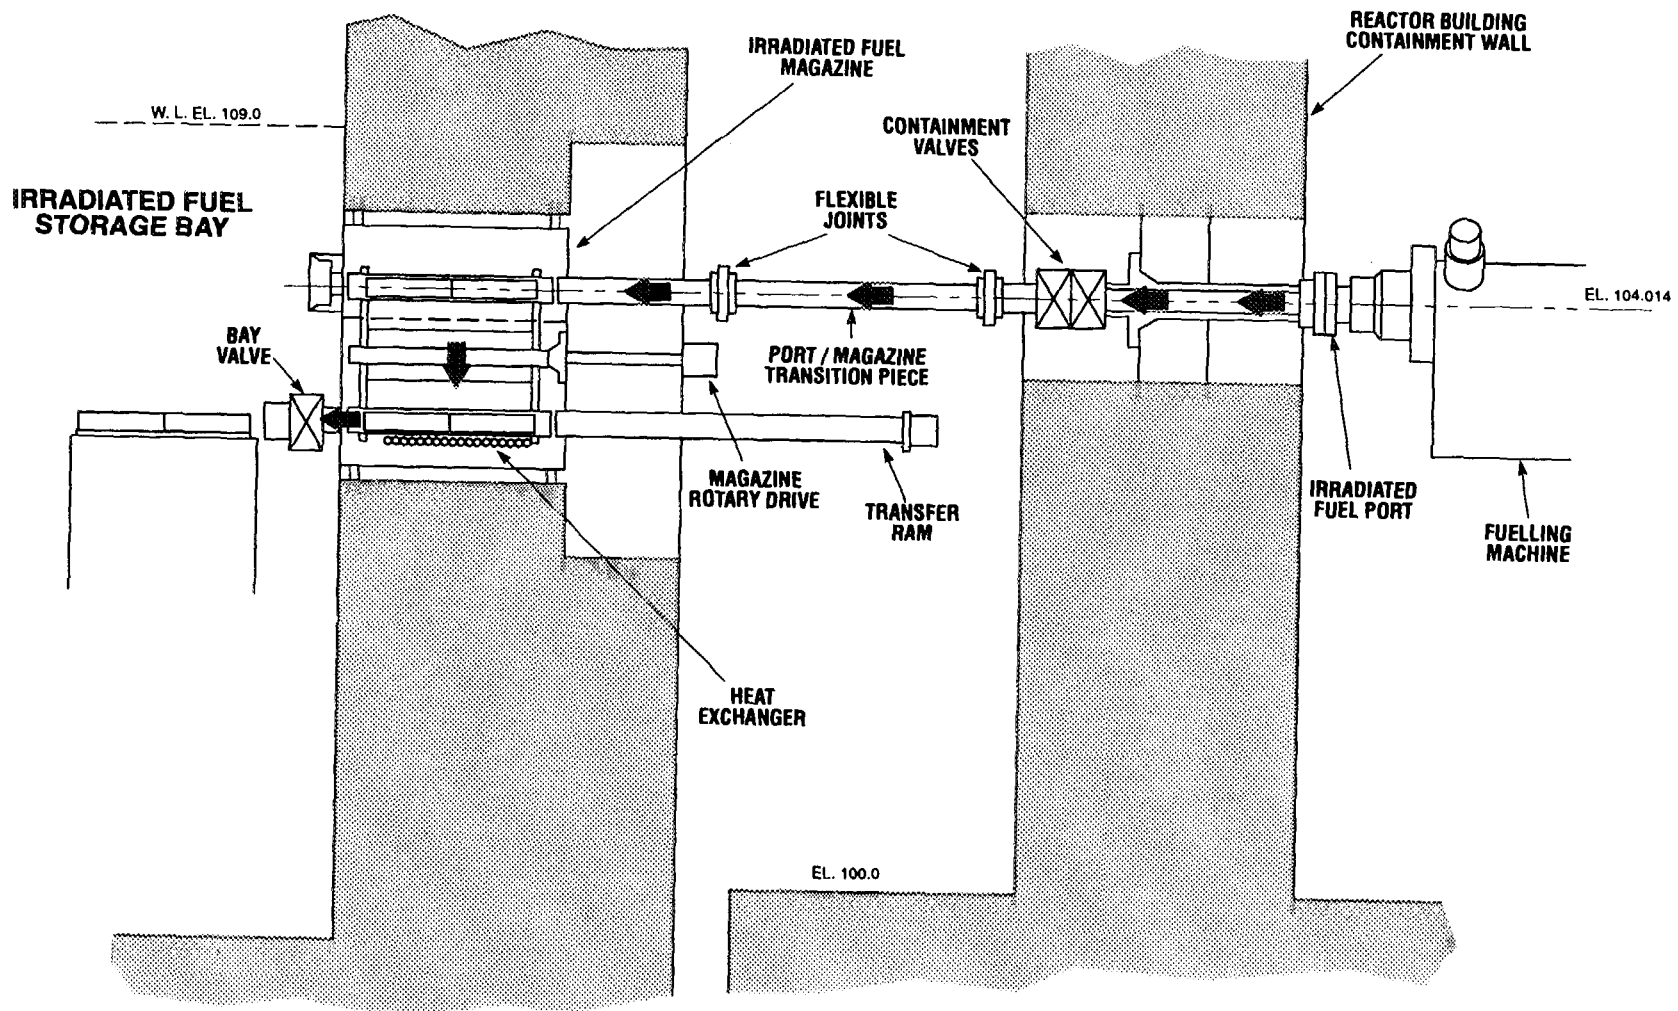 REACTOR BUILDING
CONTAINMENT WALL
IRRADIATED FUEL
MAGAZINE
W. L. EL. 109.0
CONTAINMENT
VALVES
IRRADIATED FUEL
STORAGE BAY
FLEXIBLE
JOINTS
EL. 104.014
BAY
VALVE
PORT / MAGAZINE
TRANSITION PIECE
MAGAZINE
ROTARY DRIVE
TRANSFER
RAM
IRRADIATED
FUEL PORT
FUELLING
MACHINE
HEAT
EXCHANGER
EL. 100.0